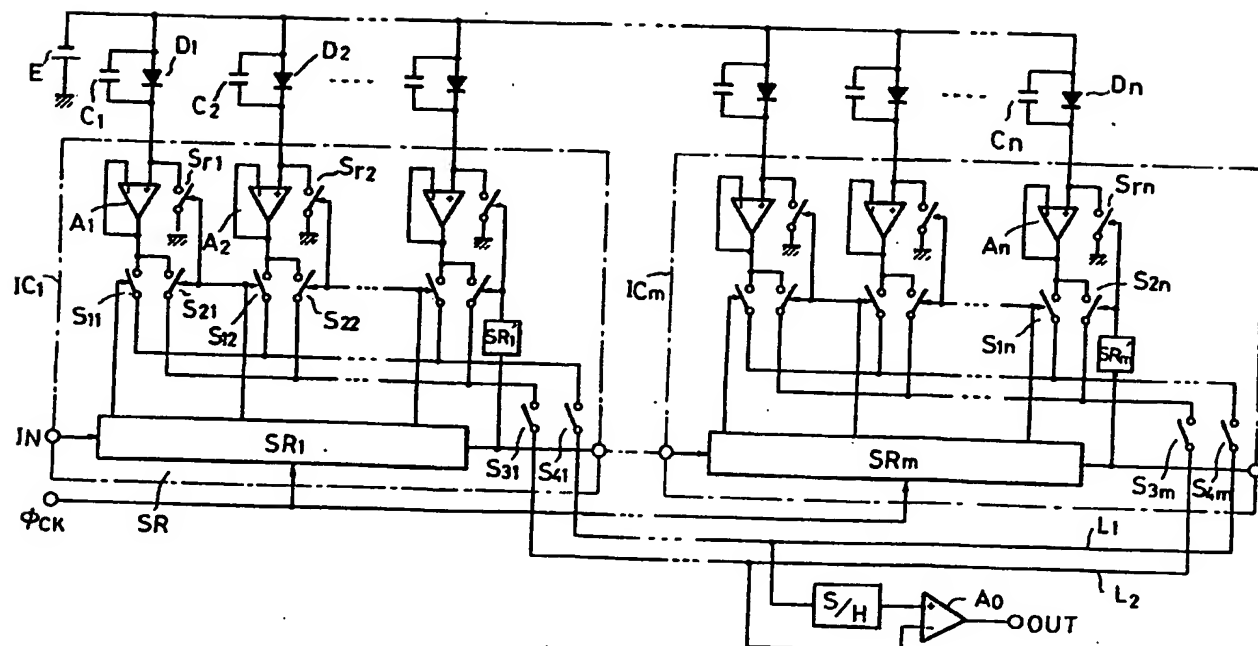 E
D1
D2
Dn
C1
C2
Cn
Sr1
Sr2
Srn
A1
A2
An
IC1
ICm
S11
S21
S12
S22
S1n
S2n
SR1'
SRm'
IN
SR1
SRm
S31
S41
S3m
S4m
φCK
SR
L1
L2
S/H
A0
OUT